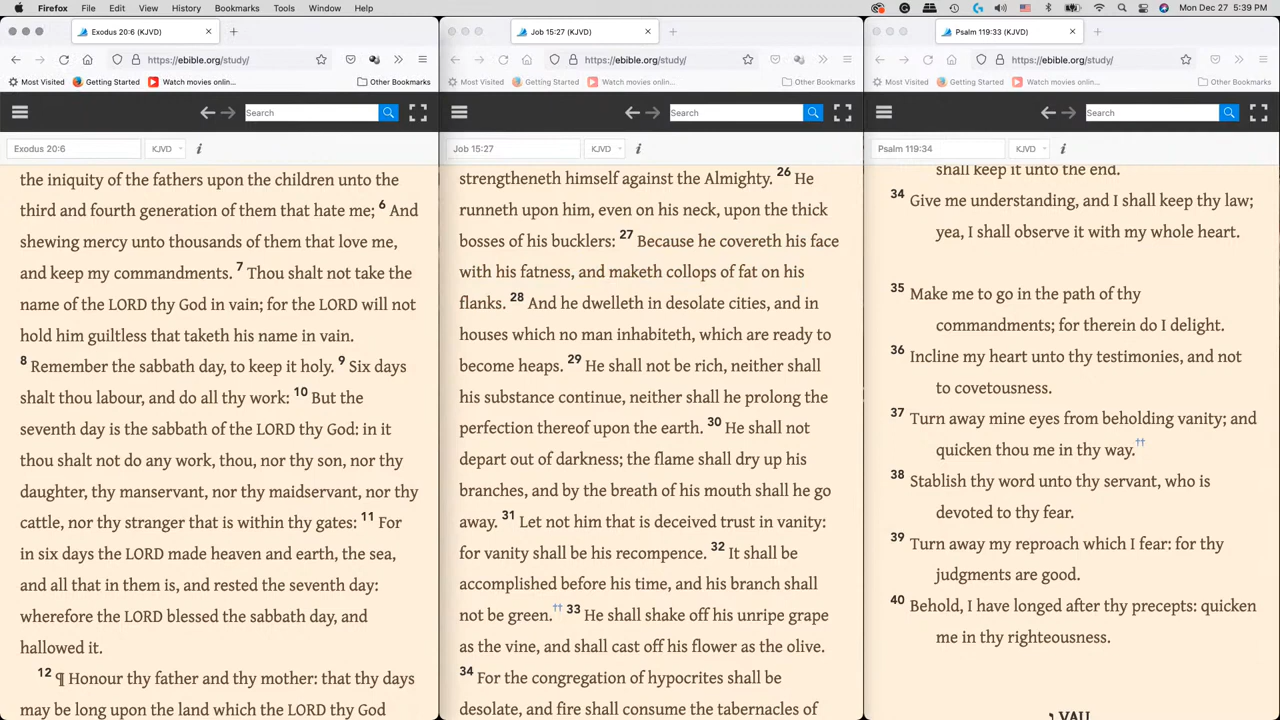 Firefox File Edit View History Bookmarks Tools Window Help Mon Dec 27 5:39 PM
Exodus 20:6 (KJVD)
https://ebible.org/study/
Most Visited Getting Started Watch movies onlin... Other Bookmarks
Search
Exodus 20:6 KJVD i
the iniquity of the fathers upon the children unto the
third and fourth generation of them that hate me; 6 And
shewing mercy unto thousands of them that love me,
and keep my commandments. 7 Thou shalt not take the
name of the LORD thy God in vain; for the LORD will not
hold him guiltless that taketh his name in vain.
8 Remember the sabbath day, to keep it holy. 9 Six days
shalt thou labour, and do all thy work: 10 But the
seventh day is the sabbath of the LORD thy God: in it
thou shalt not do any work, thou, nor thy son, nor thy
daughter, thy manservant, nor thy maidservant, nor thy
cattle, nor thy stranger that is within thy gates: 11 For
in six days the LORD made heaven and earth, the sea,
and all that in them is, and rested the seventh day:
wherefore the LORD blessed the sabbath day, and
hallowed it.
12 ¶ Honour thy father and thy mother: that thy days
may be long upon the land which the LORD thy God
Job 15:27 (KJVD)
https://ebible.org/study/
Most Visited Getting Started Watch movies onlin... Other Bookmarks
Search
Job 15:27 KJVD i
strengtheneth himself against the Almighty. 26 He
runneth upon him, even on his neck, upon the thick
bosses of his bucklers: 27 Because he covereth his face
with his fatness, and maketh collops of fat on his
flanks. 28 And he dwelleth in desolate cities, and in
houses which no man inhabiteth, which are ready to
become heaps. 29 He shall not be rich, neither shall
his substance continue, neither shall he prolong the
perfection thereof upon the earth. 30 He shall not
depart out of darkness; the flame shall dry up his
branches, and by the breath of his mouth shall he go
away. 31 Let not him that is deceived trust in vanity:
for vanity shall be his recompence. 32 It shall be
accomplished before his time, and his branch shall
not be green.†† 33 He shall shake off his unripe grape
as the vine, and shall cast off his flower as the olive.
34 For the congregation of hypocrites shall be
desolate, and fire shall consume the tabernacles of
Psalm 119:33 (KJVD)
https://ebible.org/study/
Most Visited Getting Started Watch movies onlin... Other Bookmarks
Search
Psalm 119:34 KJVD i
shall keep it unto the end.
34 Give me understanding, and I shall keep thy law;
yea, I shall observe it with my whole heart.
35 Make me to go in the path of thy
commandments; for therein do I delight.
36 Incline my heart unto thy testimonies, and not
to covetousness.
37 Turn away mine eyes from beholding vanity; and
quicken thou me in thy way.††
38 Stablish thy word unto thy servant, who is
devoted to thy fear.
39 Turn away my reproach which I fear: for thy
judgments are good.
40 Behold, I have longed after thy precepts: quicken
me in thy righteousness.
ו VAU